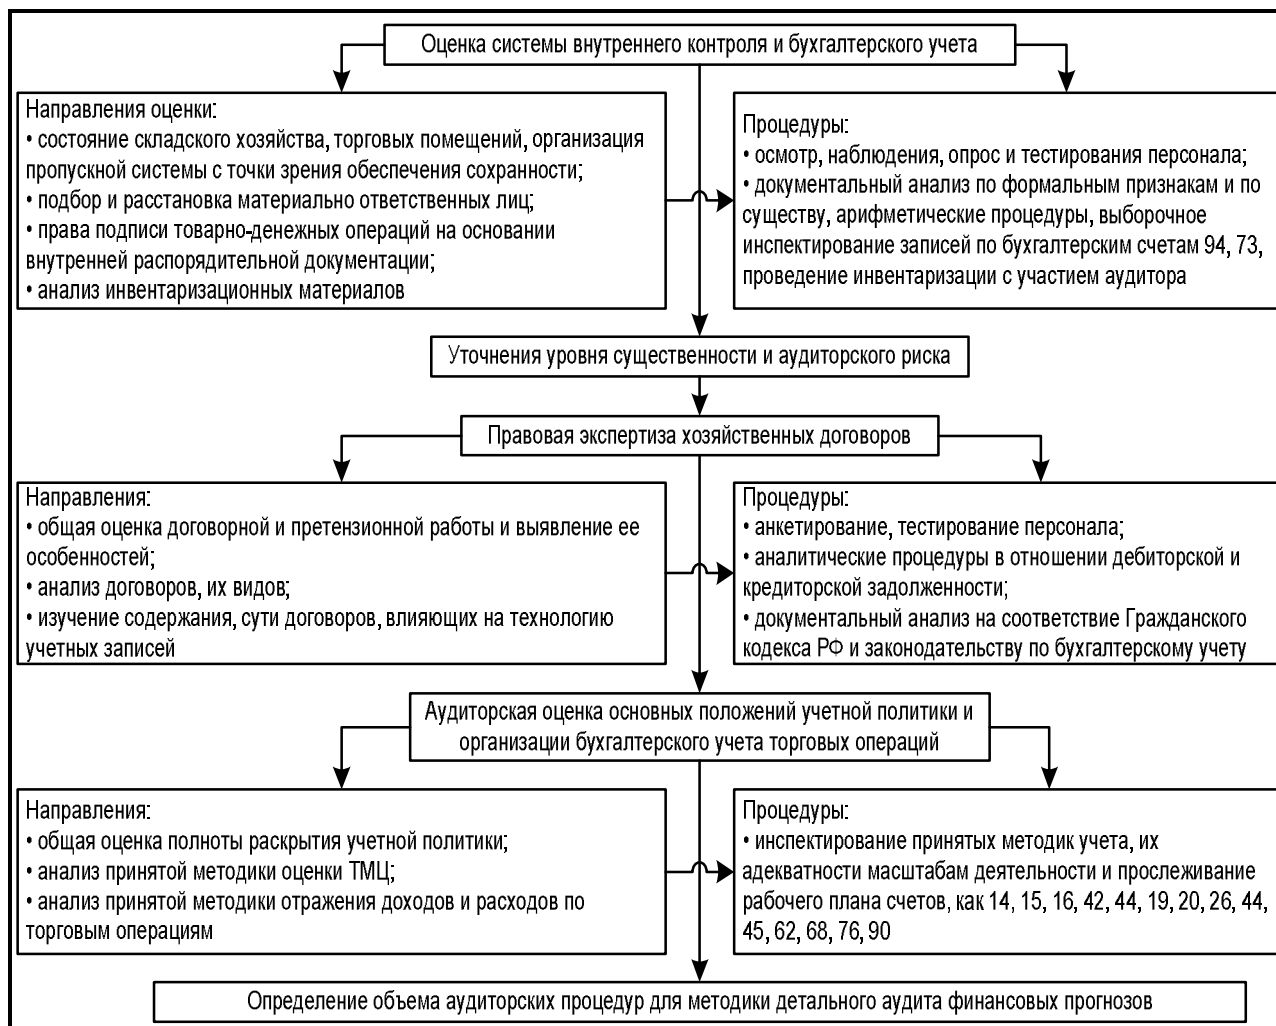 Оценка системы внутреннего контроля и бухгалтерского учета
Направления оценки:
• состояние складского хозяйства, торговых помещений, организация
пропускной системы с точки зрения обеспечения сохранности;
• подбор и расстановка материально ответственных лиц;
• права подписи товарно-денежных операций на основании
внутренней распорядительной документации;
• анализ инвентаризационных материалов
Процедуры:
• осмотр, наблюдения, опрос и тестирования персонала;
• документальный анализ по формальным признакам и по
существу, арифметические процедуры, выборочное
инспектирование записей по бухгалтерским счетам 94, 73,
проведение инвентаризации с участием аудитора
Уточнения уровня существенности и аудиторского риска
Правовая экспертиза хозяйственных договоров
Направления:
• общая оценка договорной и претензионной работы и выявление ее
особенностей;
• анализ договоров, их видов;
• изучение содержания, сути договоров, влияющих на технологию
учетных записей
Процедуры:
• анкетирование, тестирование персонала;
• аналитические процедуры в отношении дебиторской и
кредиторской задолженности;
• документальный анализ на соответствие Гражданского
кодекса РФ и законодательству по бухгалтерскому учету
Аудиторская оценка основных положений учетной политики и
организации бухгалтерского учета торговых операций
Направления:
• общая оценка полноты раскрытия учетной политики;
• анализ принятой методики оценки ТМЦ;
• анализ принятой методики отражения доходов и расходов по
торговым операциям
Процедуры:
• инспектирование принятых методик учета, их
адекватности масштабам деятельности и прослеживание
рабочего плана счетов, как 14, 15, 16, 42, 44, 19, 20, 26, 44,
45, 62, 68, 76, 90
Определение объема аудиторских процедур для методики детального аудита финансовых прогнозов